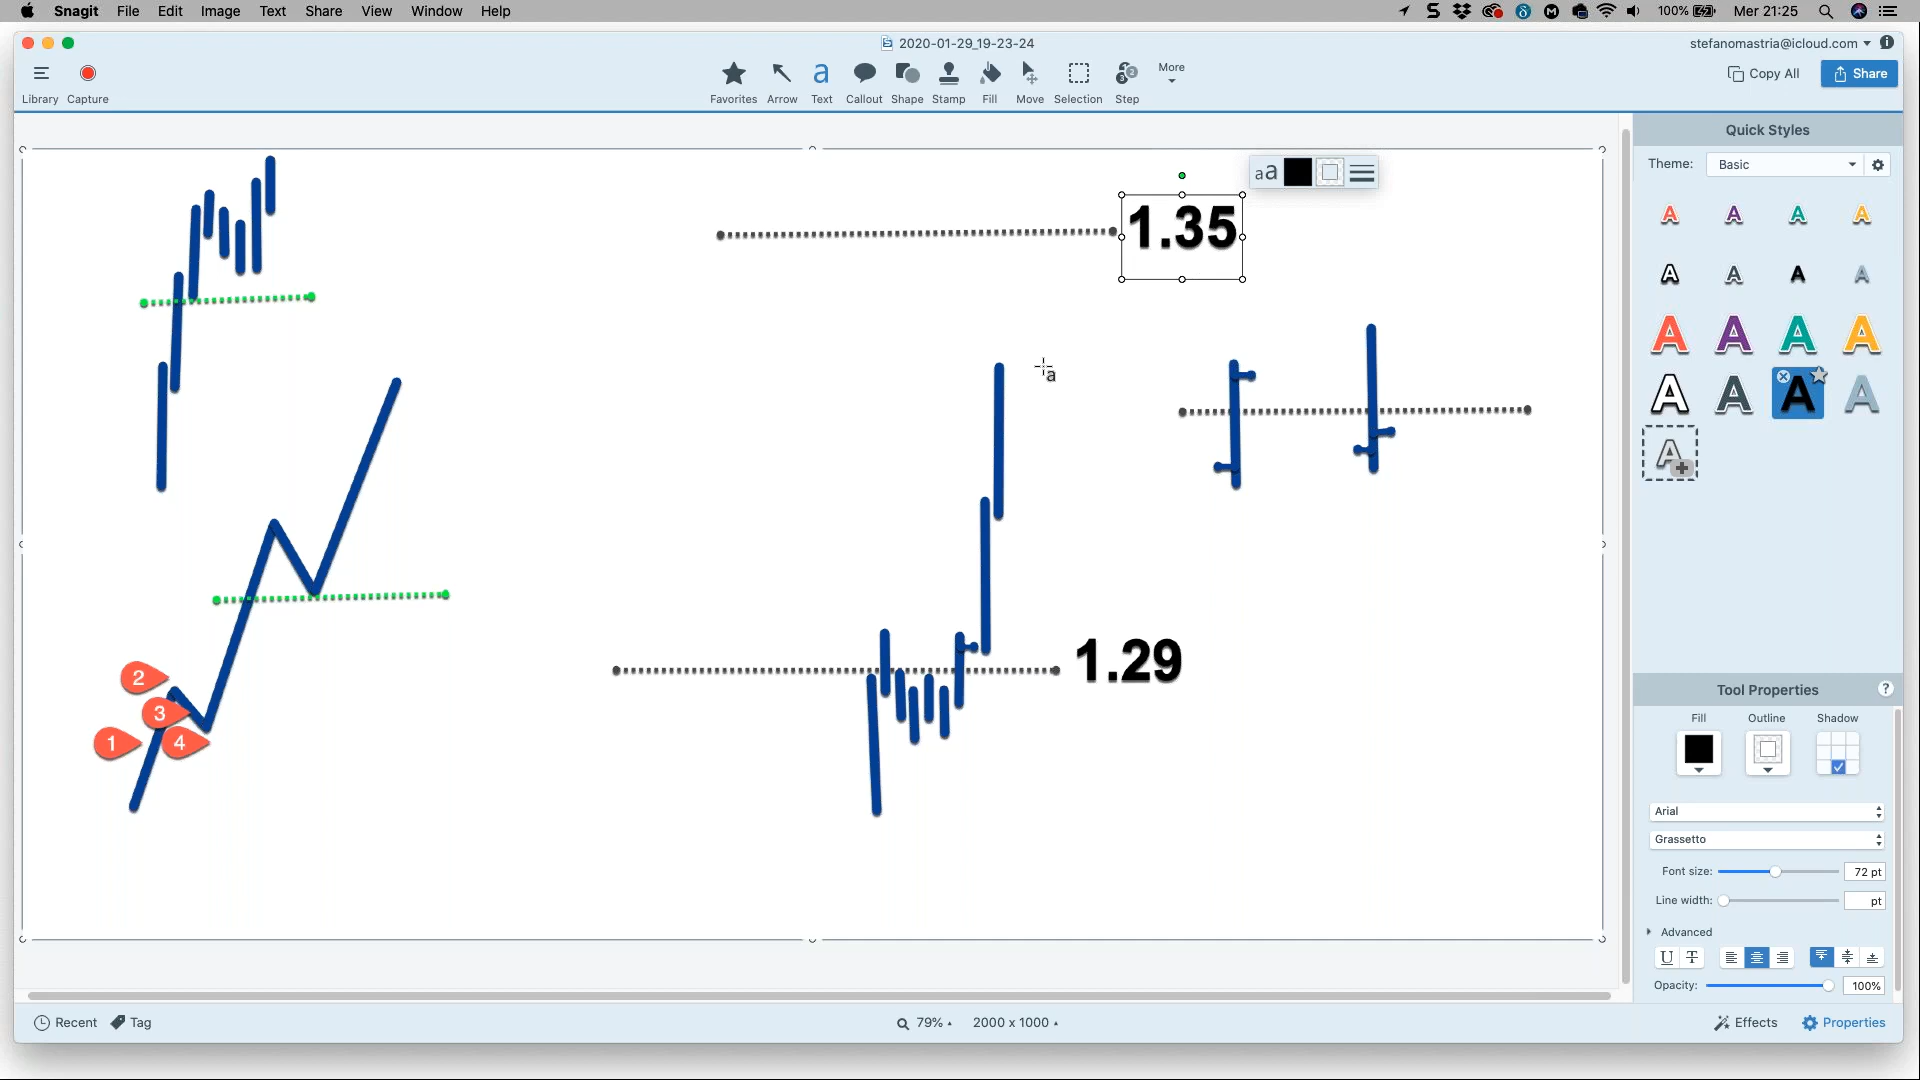 Snagit File Edit Image Text Share View Window Help
100% Mer 21:25
2020-01-29_19-23-24
stefanomastria@icloud.com
Library Capture
Favorites Arrow Text Callout Shape Stamp Fill Move Selection Step
More
Copy All
Share
Quick Styles
Theme: Basic
aa
1.35
a
1.29
2
3
1
4
Tool Properties
?
Fill Outline Shadow
Arial
Grassetto
Font size: 72 pt
Line width: pt
Advanced
U T
Opacity: 100%
Recent Tag
79% 2000 x 1000
Effects Properties